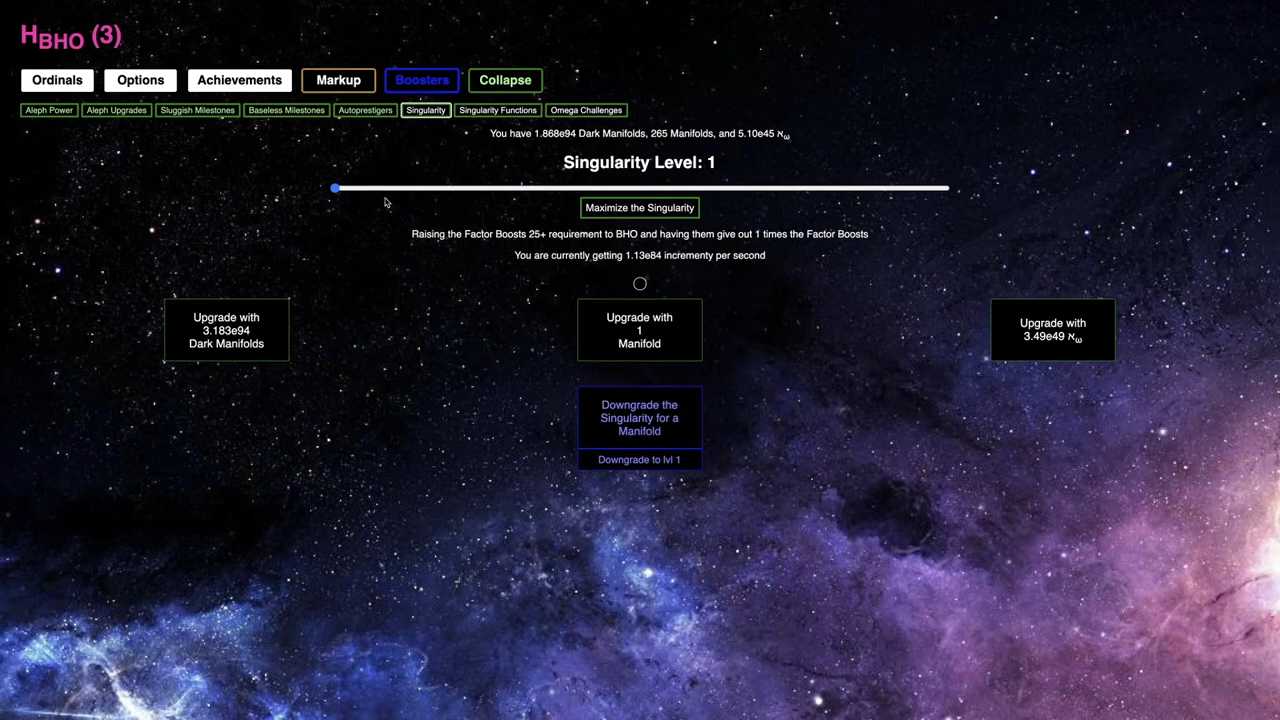 H_BHO (3)
Ordinals Options Achievements Markup Boosters Collapse
Aleph Power Aleph Upgrades Sluggish Milestones Baseless Milestones Autoprestigers Singularity Singularity Functions Omega Challenges
You have 1.868e94 Dark Manifolds, 265 Manifolds, and 5.10e45 ℵω
Singularity Level: 1
Maximize the Singularity
Raising the Factor Boosts 25+ requirement to BHO and having them give out 1 times the Factor Boosts
You are currently getting 1.13e84 incrementy per second
Upgrade with
3.183e94
Dark Manifolds
Upgrade with
1
Manifold
Upgrade with
3.49e49 ℵω
Downgrade the
Singularity for a
Manifold
Downgrade to lvl 1